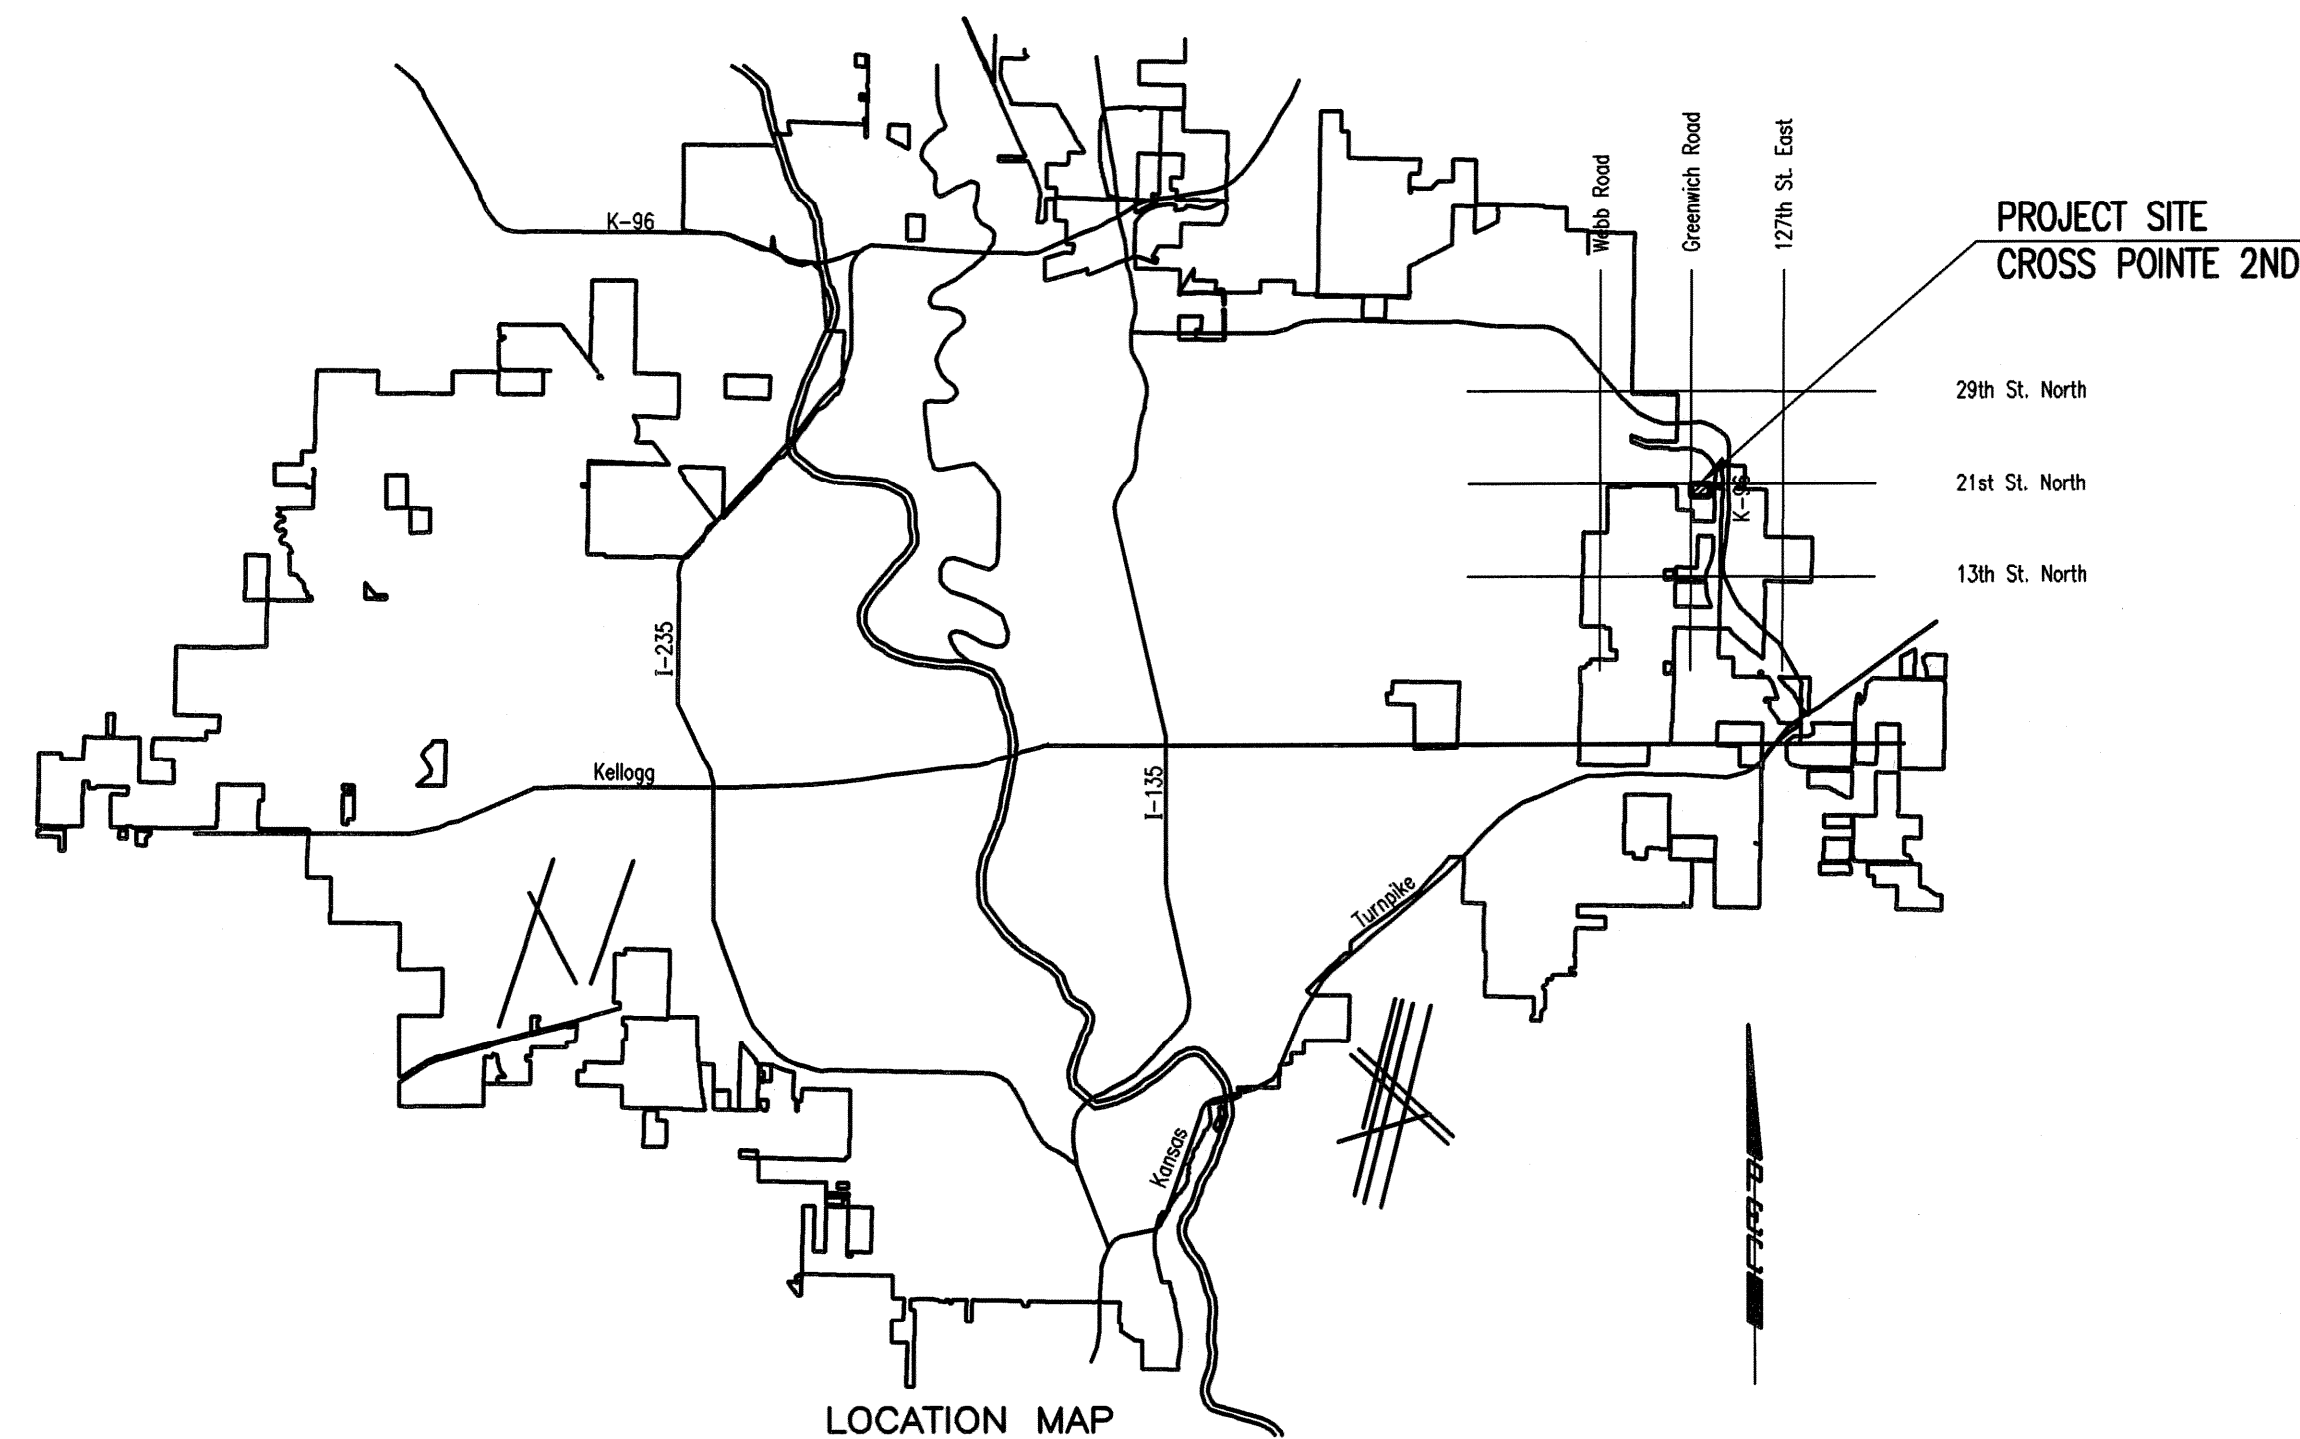 Webb Road
Greenwich Road
127th St. East
PROJECT SITE
CROSS POINTE 2ND
K-96
29th St. North
21st St. North
K-96
13th St. North
I-235
Kellogg
I-135
Turnpike
Kansas
LOCATION MAP